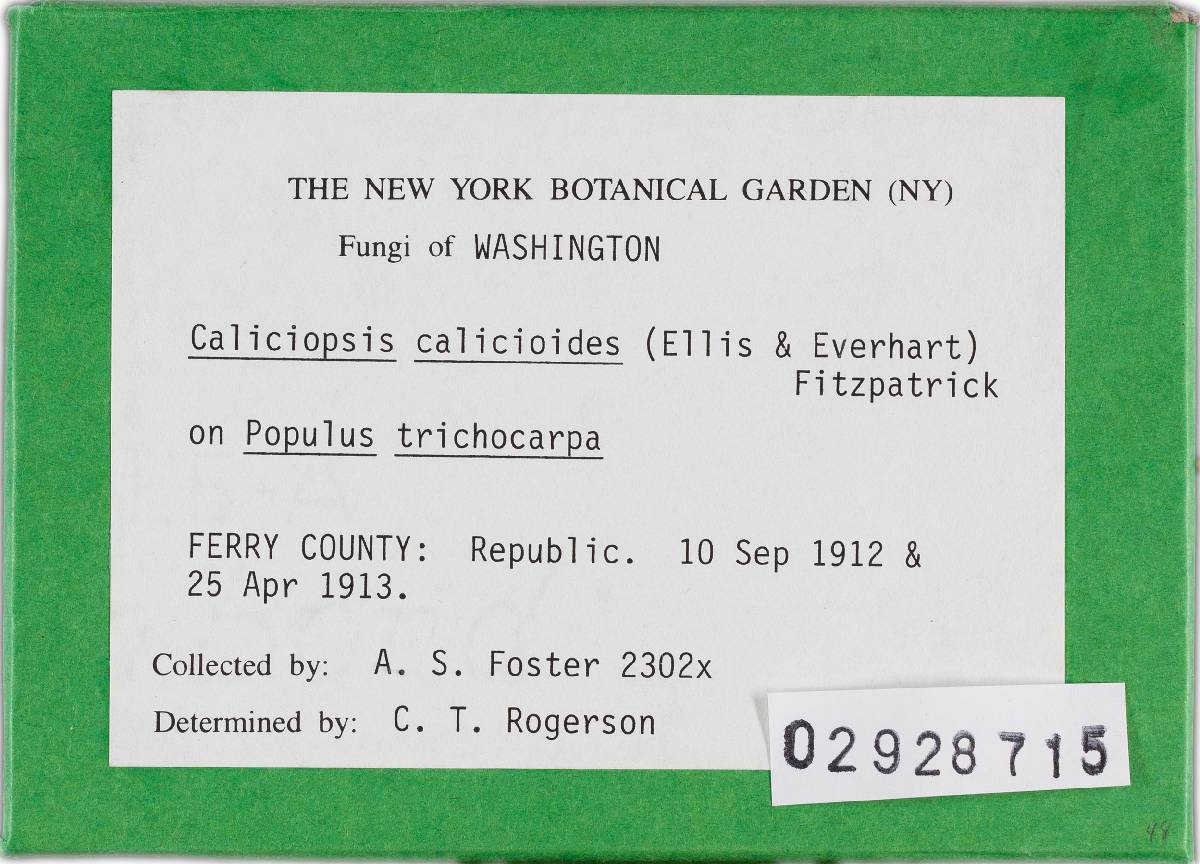 THE NEW YORK BOTANICAL GARDEN (NY)
Fungi of WASHINGTON
Caliciopsis calicioides (Ellis & Everhart)
Fitzpatrick
on Populus trichocarpa
FERRY COUNTY: Republic. 10 Sep 1912 &
25 Apr 1913.
Collected by: A. S. Foster 2302x
Determined by: C. T. Rogerson
02928715
48